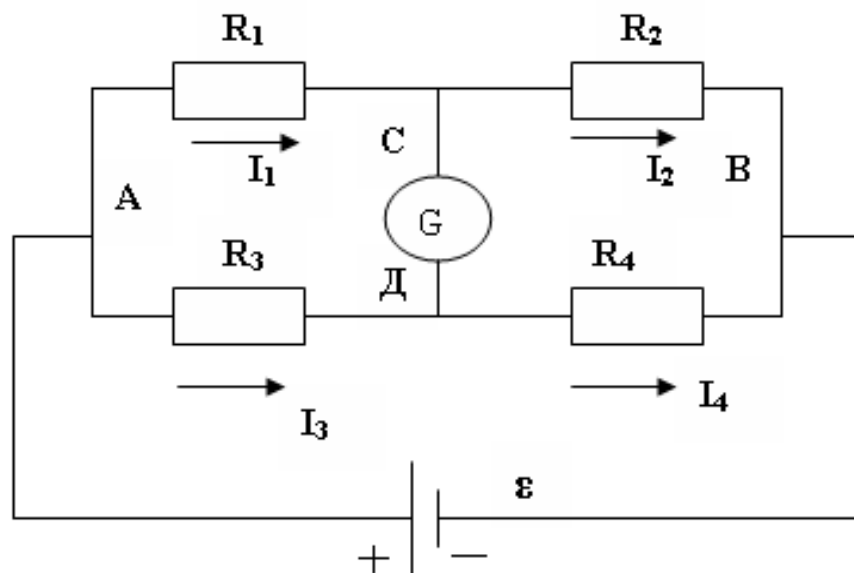 R₁ R₂
С
I₁ I₂ В
А
G
R₃ R₄
Д
I₃ I₄
ε
+ −